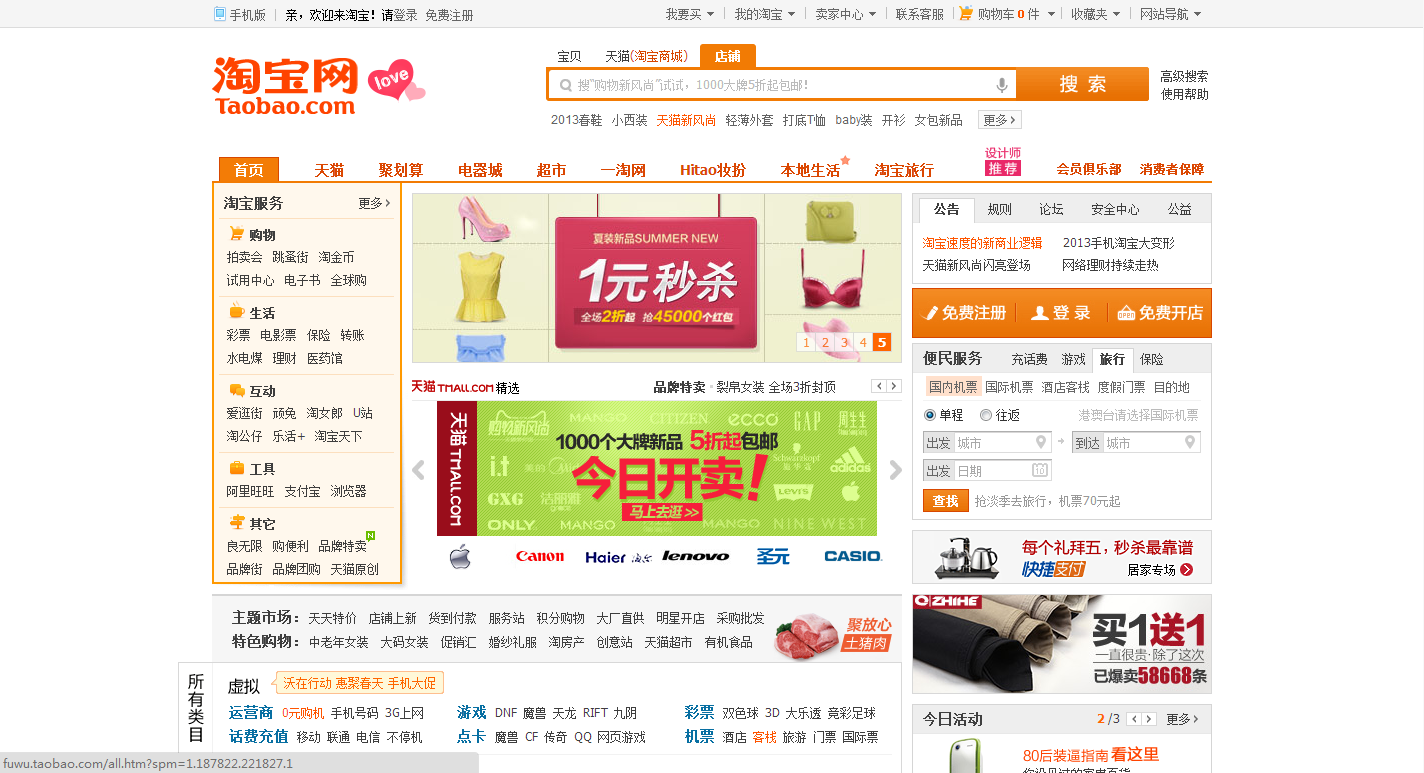 手机版 亲，欢迎来淘宝！请登录 免费注册 我要买 我的淘宝 卖家中心 联系客服 购物车 0 件 收藏夹 网站导航
淘宝网
Taobao.com
love
宝贝 天猫(淘宝商城) 店铺
搜"购物新风尚"试试，1000大牌5折起包邮！ 搜 索
高级搜索
使用帮助
2013春鞋 小西装 天猫新风尚 轻薄外套 打底T恤 baby装 开衫 女包新品 更多
首页 天猫 聚划算 电器城 超市 一淘网 Hitao妆扮 本地生活 淘宝旅行 设计师推荐 会员俱乐部 消费者保障
淘宝服务 更多
购物
拍卖会 跳蚤街 淘金币
试用中心 电子书 全球购
生活
彩票 电影票 保险 转账
水电煤 理财 医药馆
互动
爱逛街 顽兔 淘女郎 U站
淘公仔 乐活+ 淘宝天下
工具
阿里旺旺 支付宝 浏览器
其它
良无限 购便利 品牌特卖 N
品牌街 品牌团购 天猫原创
夏装新品SUMMER NEW
1元秒杀
全场2折起 抢45000个红包
1 2 3 4 5
天猫TMALL.COM精选 品牌特卖 裂帛女装 全场3折封顶
天猫 TMALL.COM
购物新风尚 MANGO CITIZEN ecco GAP 周生生
1000个大牌新品 5折起包邮
i.t adidas
今日开卖！
GXG 洁丽雅 Levi's
马上去逛 >>
ONLY MANGO MANGO NINE WEST
Canon Haier lenovo 圣元 CASIO
公告 规则 论坛 安全中心 公益
淘宝速度的新商业逻辑 2013手机淘宝大变形
天猫新风尚闪亮登场 网络理财持续走热
免费注册 登 录 OPEN 免费开店
便民服务 充话费 游戏 旅行 保险
国内机票 国际机票 酒店客栈 度假门票 目的地
单程 往返 港澳台请选择国际机票
出发 城市 到达 城市
出发 日期
查找 抢淡季去旅行，机票70元起
每个礼拜五，秒杀最靠谱
快捷支付 居家专场
QIZHIHE
买1送1
一直很贵·除了这次
已爆卖58668条
主题市场： 天天特价 店铺上新 货到付款 服务站 积分购物 大厂直供 明星开店 采购批发
特色购物： 中老年女装 大码女装 促销汇 婚纱礼服 淘房产 创意站 天猫超市 有机食品
聚放心
土猪肉
所有类目
虚拟 沃在行动 惠聚春天 手机大促
运营商 0元购机 手机号码 3G上网 游戏 DNF 魔兽 天龙 RIFT 九阴 彩票 双色球 3D 大乐透 竞彩足球
话费充值 移动 联通 电信 不停机 点卡 魔兽 CF 传奇 QQ 网页游戏 机票 酒店 客栈 旅游 门票 国际票
今日活动 2 /3 更多
80后装逼指南 看这里
fuwu.taobao.com/all.htm?spm=1.187822.221827.1